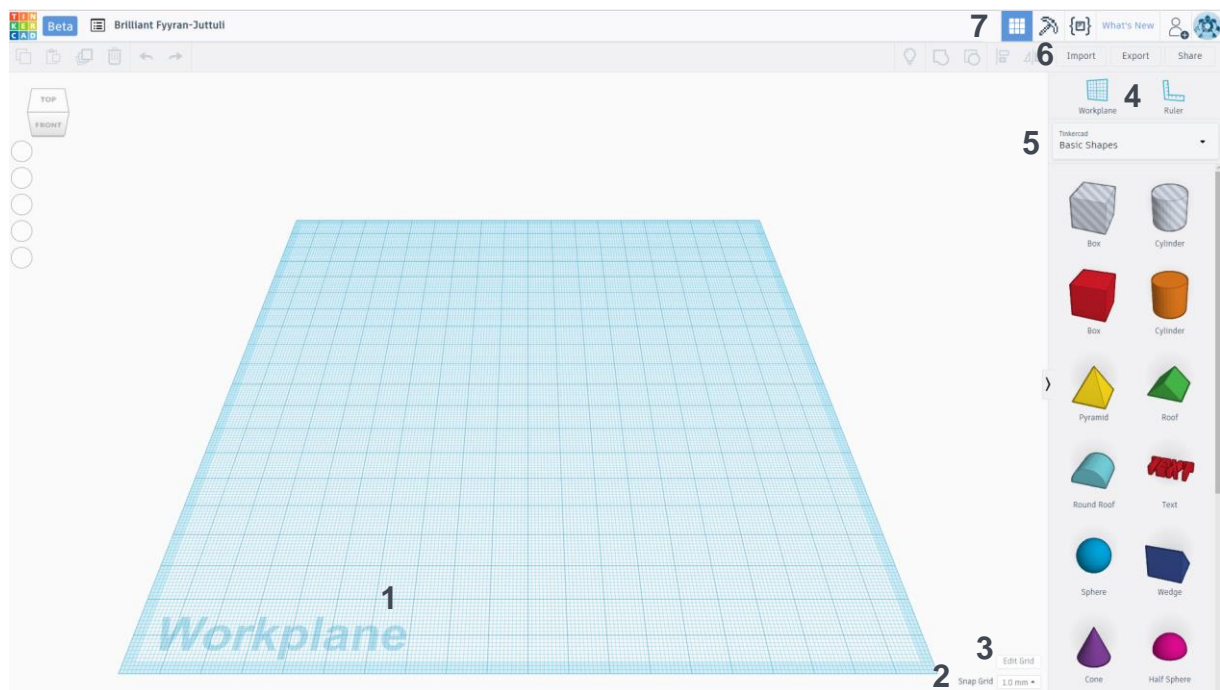 TIN
KER
CAD
Beta
Brilliant Fyyran-Juttuli
7
What's New
6
Import
Export
Share
TOP
FRONT
Workplane
4
Ruler
5
Tinkercad
Basic Shapes
Box
Cylinder
Box
Cylinder
Pyramid
Roof
Round Roof
TEXT
Text
Sphere
Wedge
Cone
Half Sphere
1
Workplane
3
Edit Grid
2
Snap Grid
1.0 mm